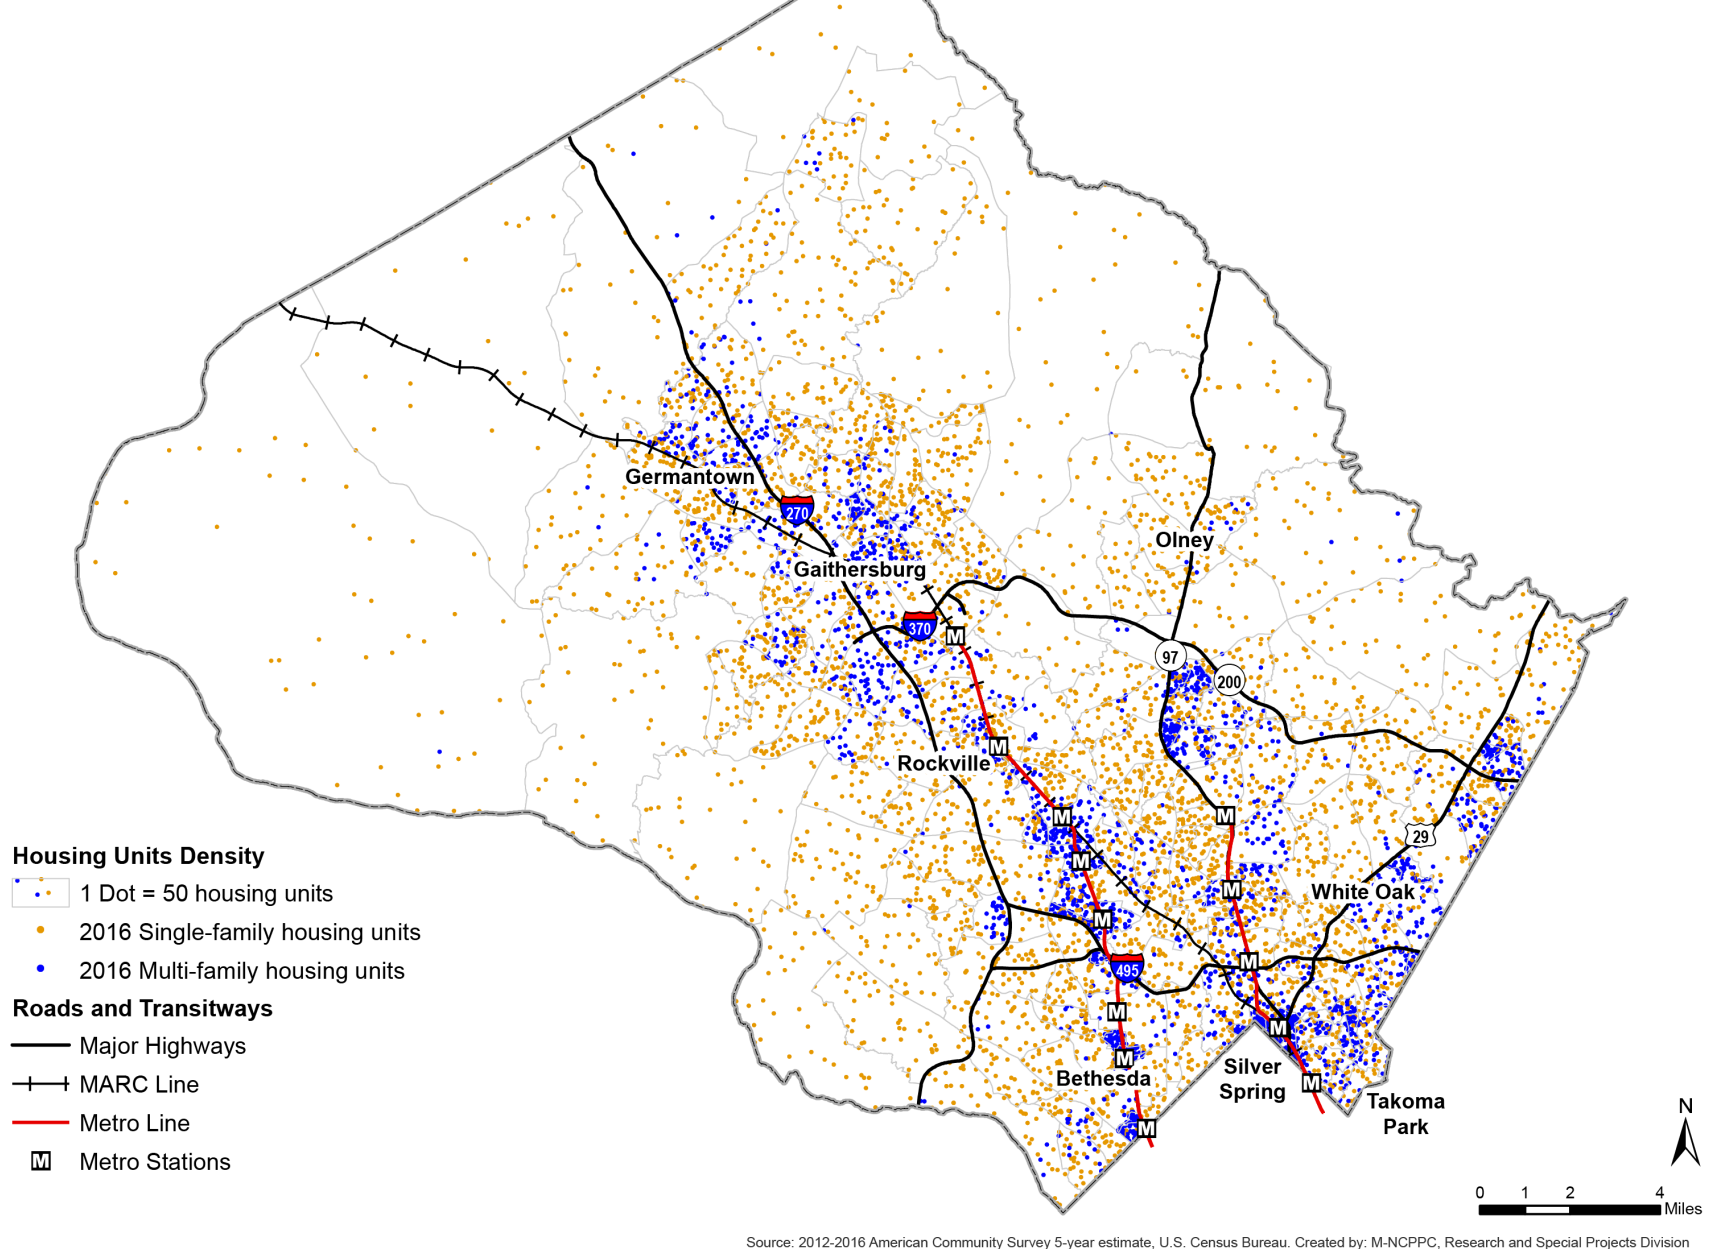 Germantown
270
Gaithersburg
Olney
370
M
97
200
M
Rockville
M
M
29
M
M
White Oak
M
M
495
M
M
M
Bethesda
Silver
Spring
M
Takoma
Park
M
Housing Units Density
1 Dot = 50 housing units
2016 Single-family housing units
2016 Multi-family housing units
Roads and Transitways
Major Highways
MARC Line
Metro Line
M Metro Stations
N
0 1 2 4
Miles
Source: 2012-2016 American Community Survey 5-year estimate, U.S. Census Bureau. Created by: M-NCPPC, Research and Special Projects Division